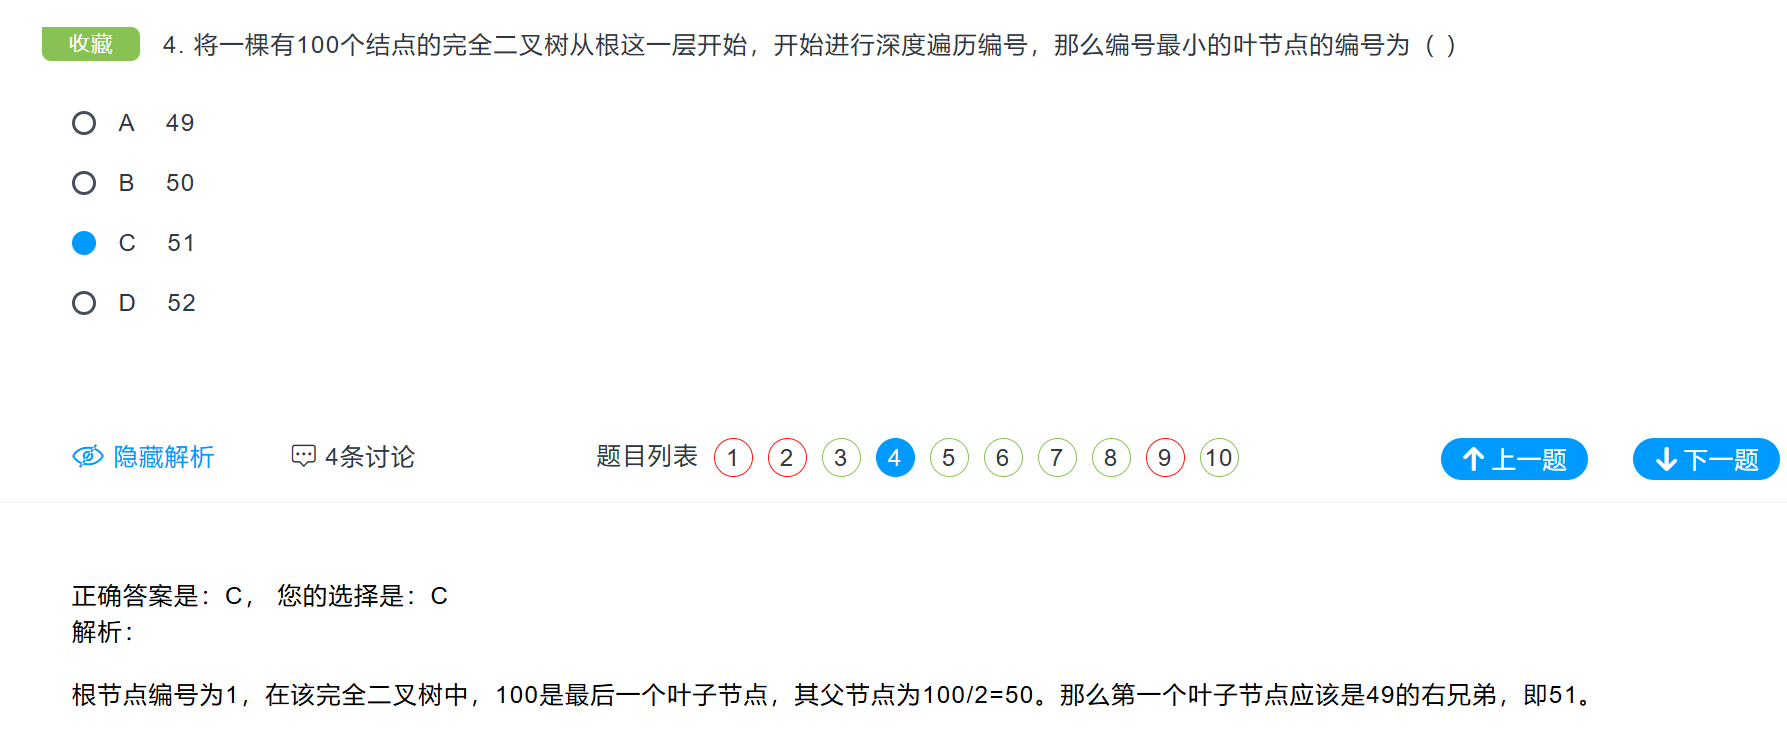 收藏 4. 将一棵有100个结点的完全二叉树从根这一层开始，开始进行深度遍历编号，那么编号最小的叶节点的编号为（ ）
A 49
B 50
C 51
D 52
隐藏解析 4条讨论 题目列表 1 2 3 4 5 6 7 8 9 10 上一题 下一题
正确答案是：C， 您的选择是：C
解析：
根节点编号为1，在该完全二叉树中，100是最后一个叶子节点，其父节点为100/2=50。那么第一个叶子节点应该是49的右兄弟，即51。